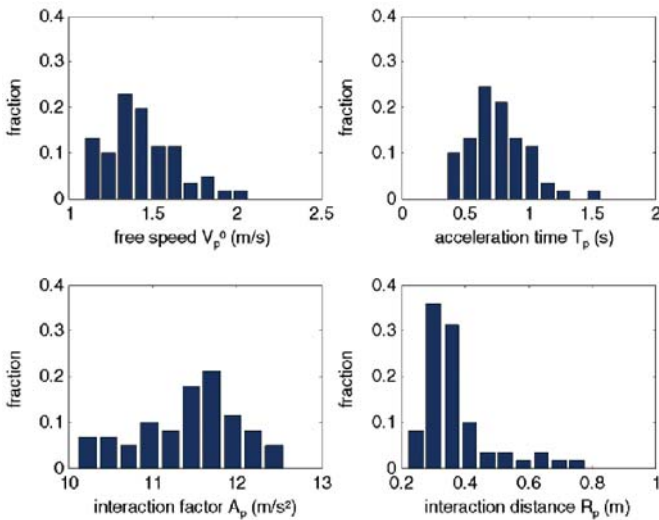 0.4
0.3
0.2
0.1
0
fraction
1 1.5 2 2.5
free speed Vₚ⁰ (m/s)
0.4
0.3
0.2
0.1
0
fraction
0 0.5 1 1.5 2
acceleration time Tₚ (s)
0.4
0.3
0.2
0.1
0
fraction
10 11 12 13
interaction factor Aₚ (m/s²)
0.4
0.3
0.2
0.1
0
fraction
0.2 0.4 0.6 0.8 1
interaction distance Rₚ (m)